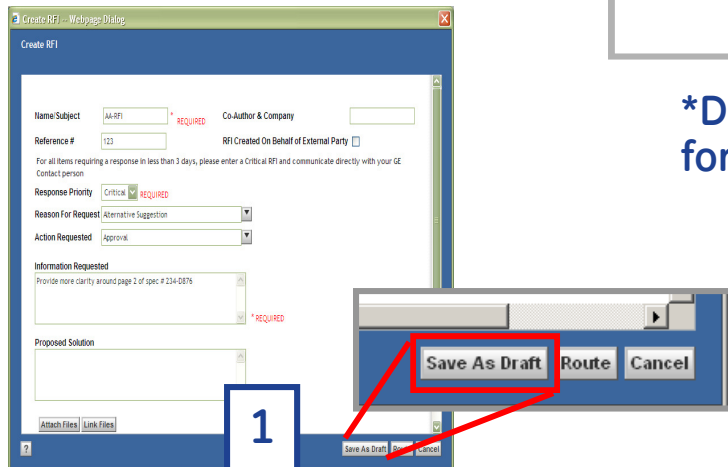 Create RFI -- Webpage Dialog
Create RFI
Name/Subject AA-RFI * REQUIRED Co-Author & Company
Reference # 123 RFI Created On Behalf of External Party
For all items requiring a response in less than 3 days, please enter a Critical RFI and communicate directly with your GE
Contact person
Response Priority Critical REQUIRED
Reason For Request Alternative Suggestion
Action Requested Approval
Information Requested
Provide more clarity around page 2 of spec # 234-D876
* REQUIRED
Proposed Solution
Attach Files Link Files
? Save As Draft Route Cancel
1
Save As Draft Route Cancel
*D
for